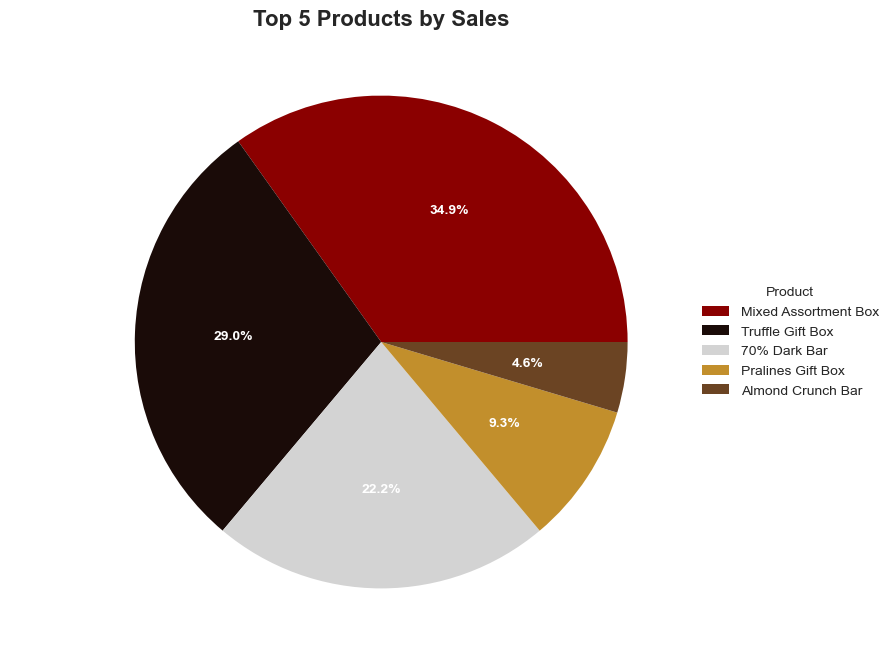 Top 5 Products by Sales
34.9%
29.0%
4.6%
9.3%
22.2%
Product
Mixed Assortment Box
Truffle Gift Box
70% Dark Bar
Pralines Gift Box
Almond Crunch Bar